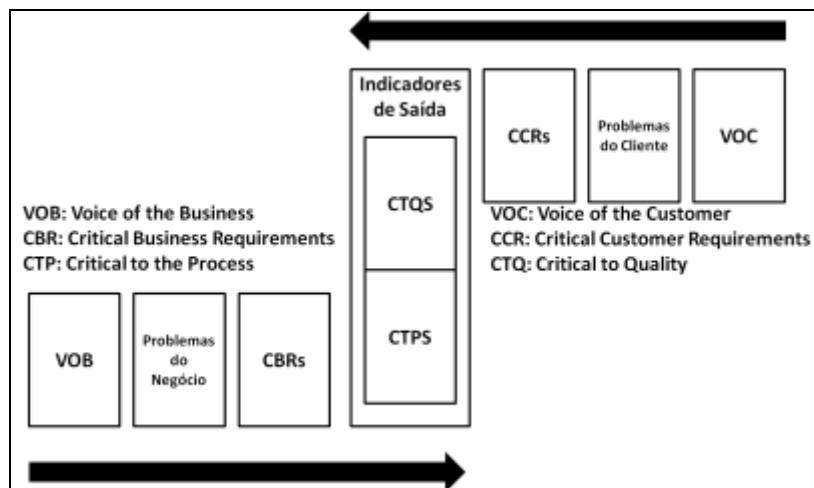 Indicadores
de Saída
CCRs
Problemas
do Cliente
VOC
CTQS
VOB: Voice of the Business
CBR: Critical Business Requirements
CTP: Critical to the Process
VOC: Voice of the Customer
CCR: Critical Customer Requirements
CTQ: Critical to Quality
VOB
Problemas
do
Negócio
CBRs
CTPS